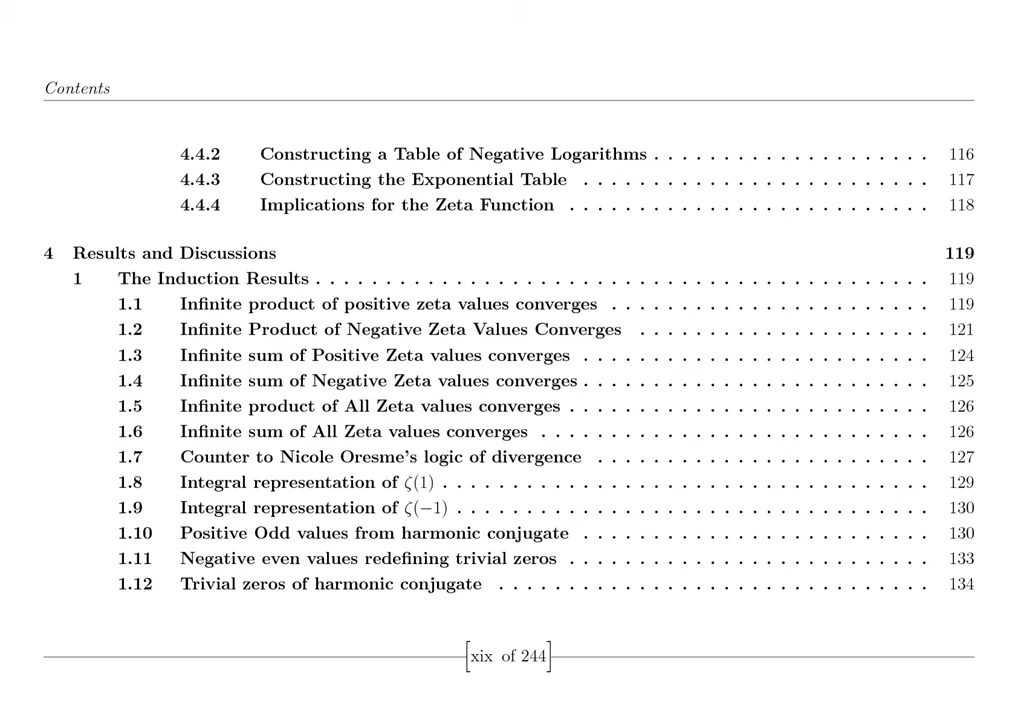 Contents
4.4.2 Constructing a Table of Negative Logarithms . . . . . . . . . . . . . . . . . . . . 116
4.4.3 Constructing the Exponential Table . . . . . . . . . . . . . . . . . . . . . . . . . 117
4.4.4 Implications for the Zeta Function . . . . . . . . . . . . . . . . . . . . . . . . . . 118
4 Results and Discussions 119
1 The Induction Results . . . . . . . . . . . . . . . . . . . . . . . . . . . . . . . . . . . . . . . . . . . . 119
1.1 Infinite product of positive zeta values converges . . . . . . . . . . . . . . . . . . . . . . . 119
1.2 Infinite Product of Negative Zeta Values Converges . . . . . . . . . . . . . . . . . . . . . 121
1.3 Infinite sum of Positive Zeta values converges . . . . . . . . . . . . . . . . . . . . . . . . . 124
1.4 Infinite sum of Negative Zeta values converges . . . . . . . . . . . . . . . . . . . . . . . . . 125
1.5 Infinite product of All Zeta values converges . . . . . . . . . . . . . . . . . . . . . . . . . . 126
1.6 Infinite sum of All Zeta values converges . . . . . . . . . . . . . . . . . . . . . . . . . . . . 126
1.7 Counter to Nicole Oresme's logic of divergence . . . . . . . . . . . . . . . . . . . . . . . . 127
1.8 Integral representation of ζ(1) . . . . . . . . . . . . . . . . . . . . . . . . . . . . . . . . . . . 129
1.9 Integral representation of ζ(−1) . . . . . . . . . . . . . . . . . . . . . . . . . . . . . . . . . . 130
1.10 Positive Odd values from harmonic conjugate . . . . . . . . . . . . . . . . . . . . . . . . . 130
1.11 Negative even values redefining trivial zeros . . . . . . . . . . . . . . . . . . . . . . . . . . 133
1.12 Trivial zeros of harmonic conjugate . . . . . . . . . . . . . . . . . . . . . . . . . . . . . . . 134
[xix of 244]